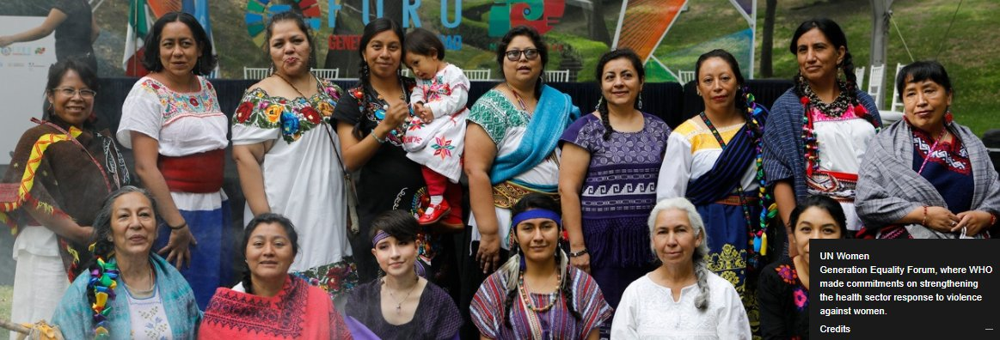 FORO
UN Women
Generation Equality Forum, where WHO
made commitments on strengthening
the health sector response to violence
against women.
Credits